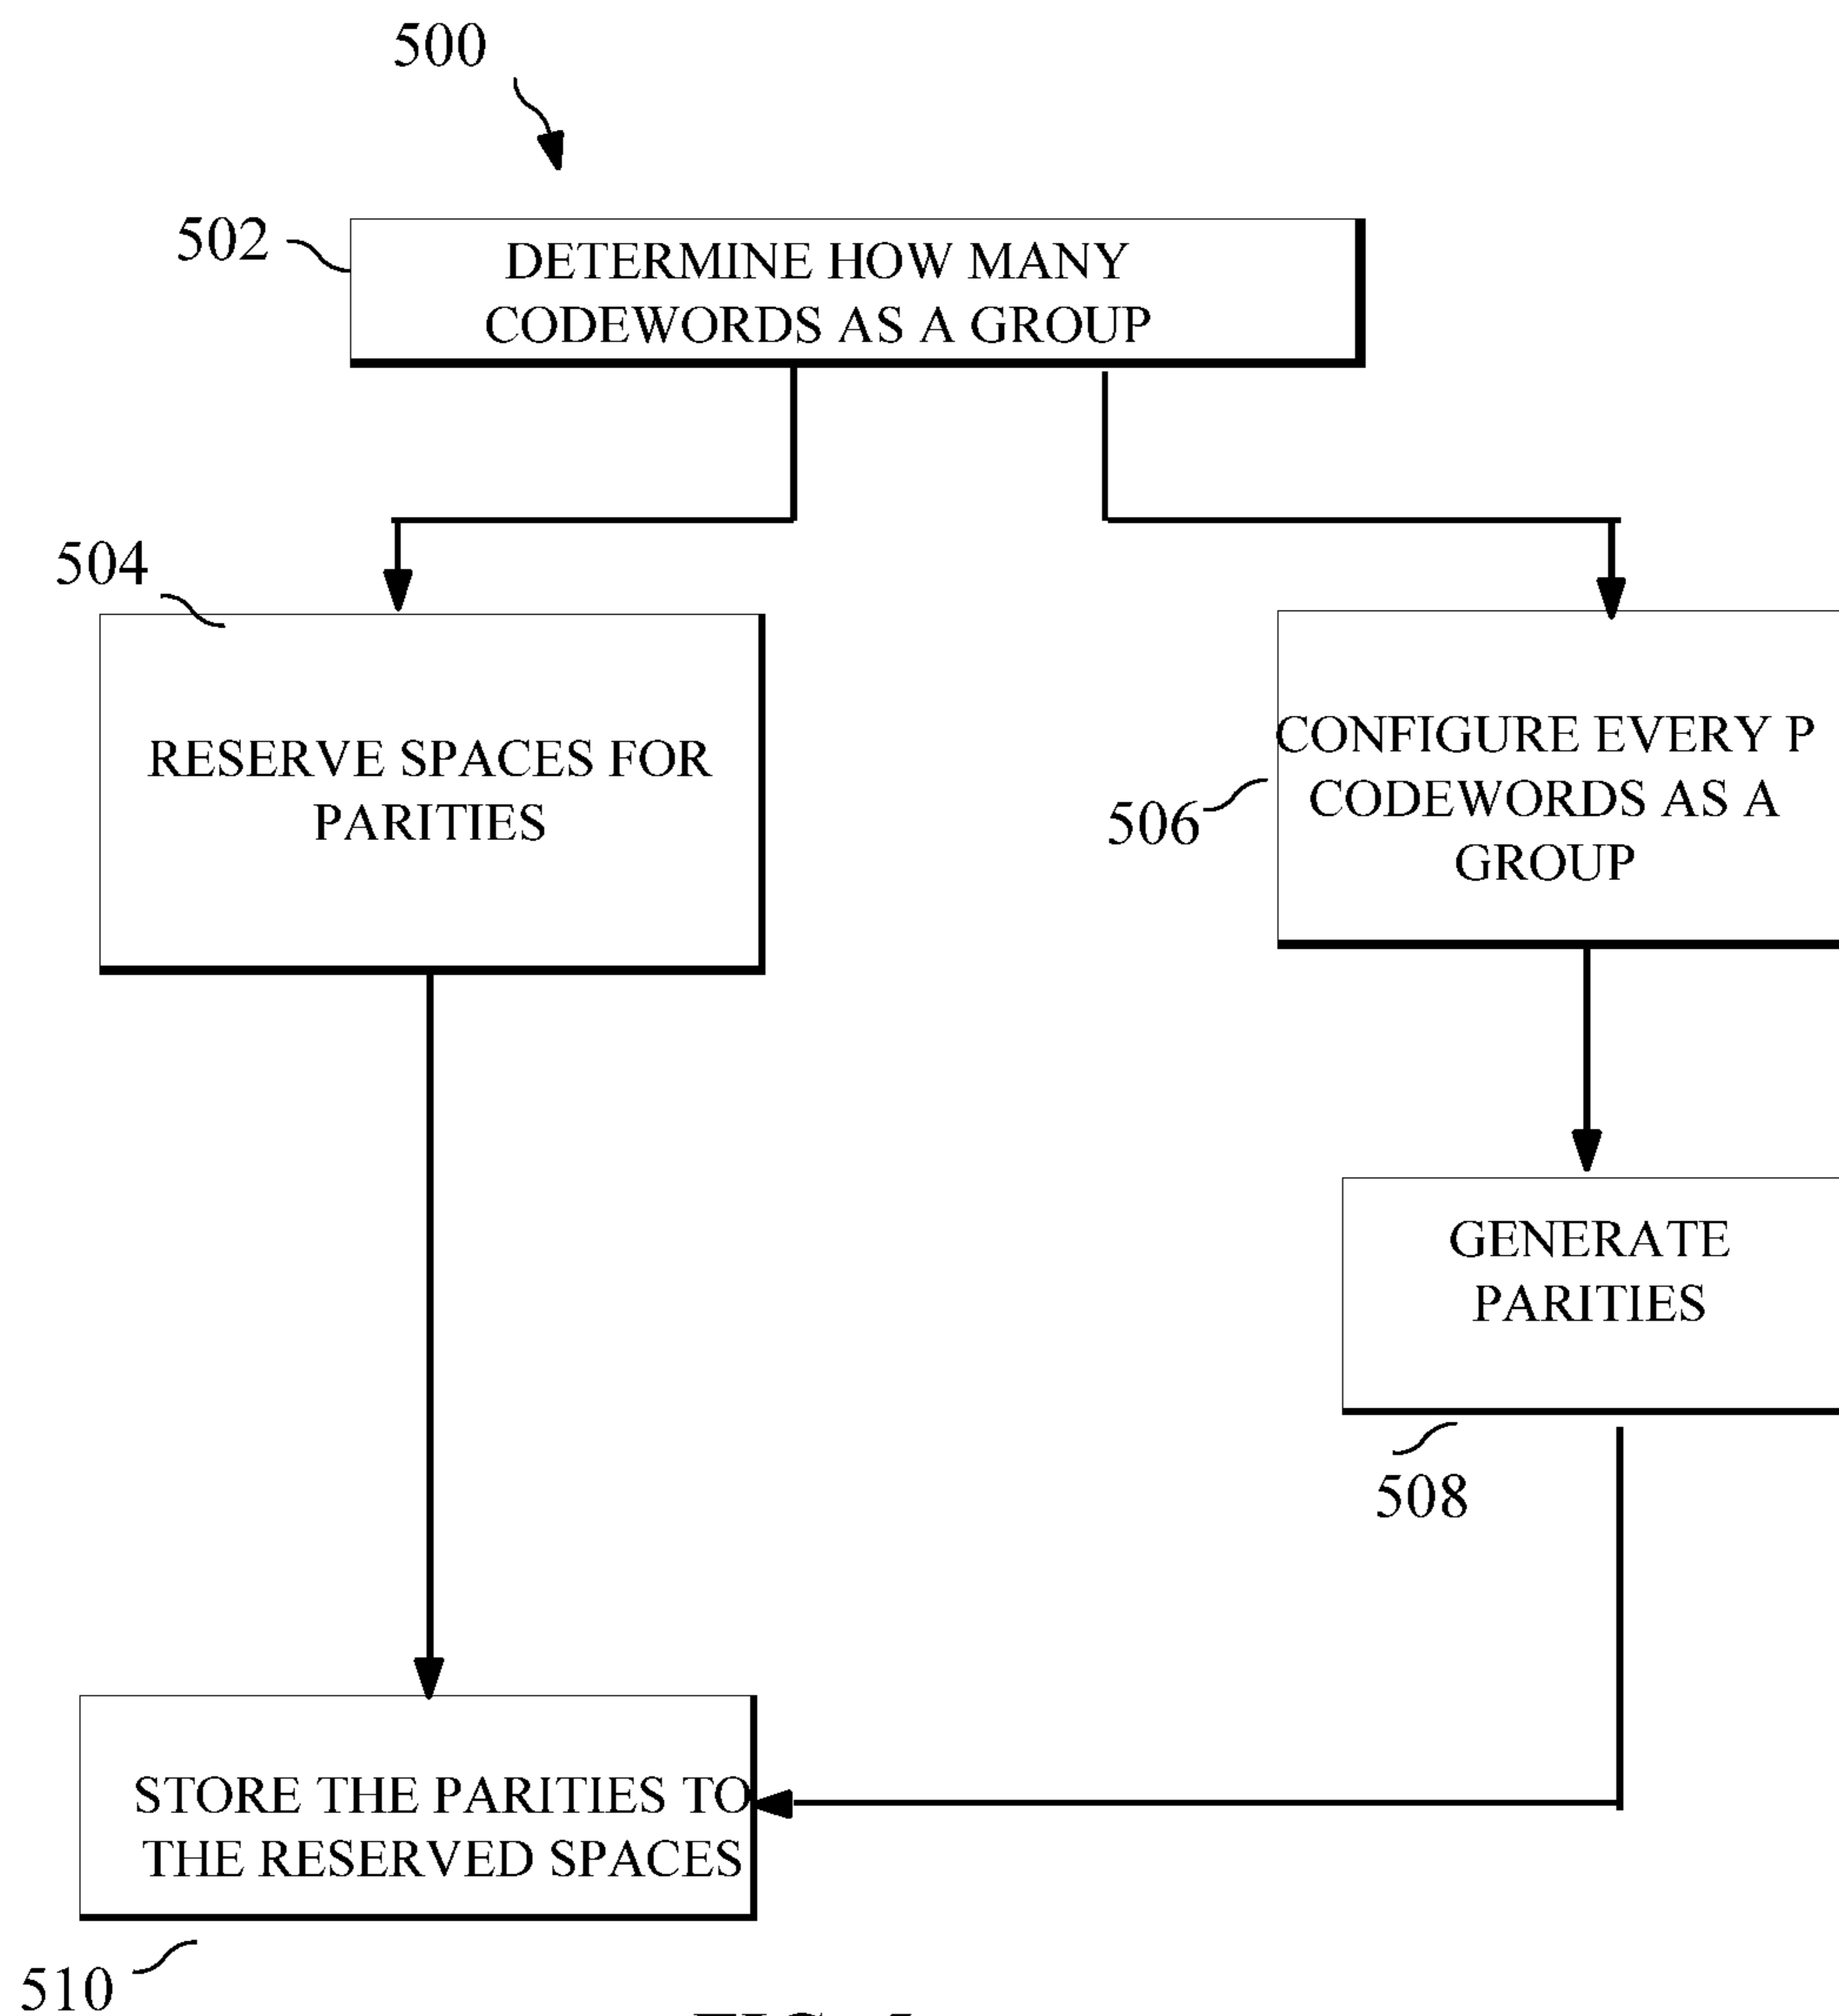 500
502
DETERMINE HOW MANY
CODEWORDS AS A GROUP
504
RESERVE SPACES FOR
PARITIES
506
CONFIGURE EVERY P
CODEWORDS AS A
GROUP
GENERATE
PARITIES
508
STORE THE PARITIES TO
THE RESERVED SPACES
510